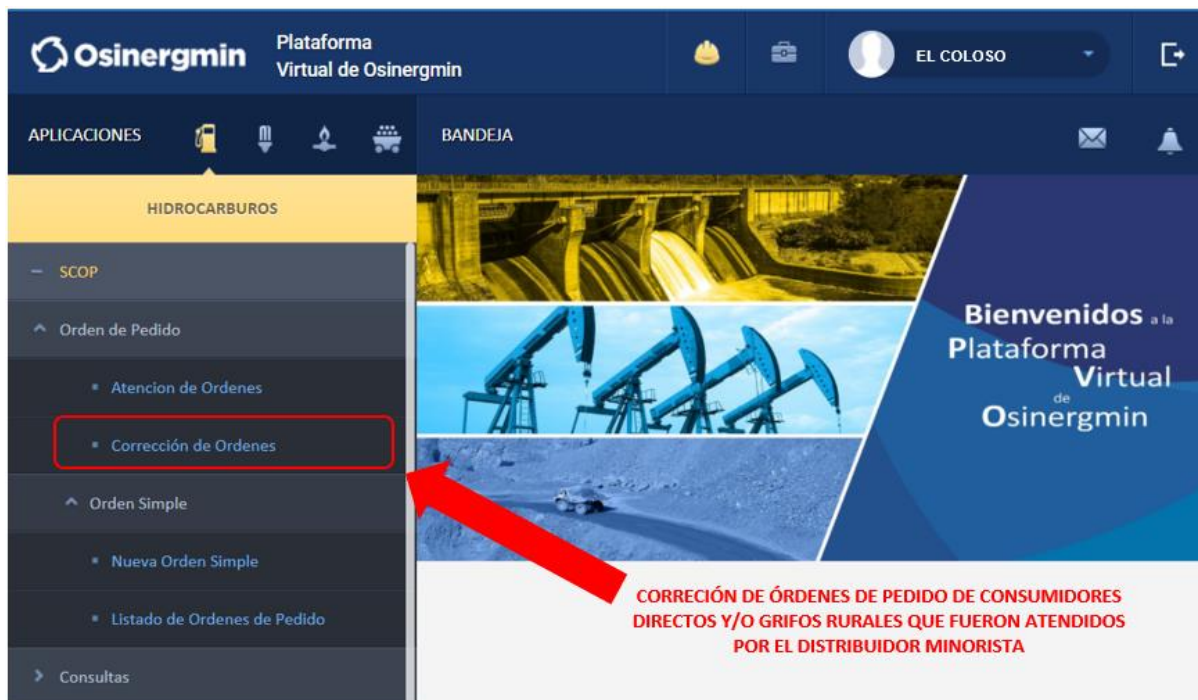 Osinergmin
Plataforma
Virtual de Osinergmin
EL COLOSO
APLICACIONES
BANDEJA
HIDROCARBUROS
SCOP
Orden de Pedido
Atencion de Ordenes
Corrección de Ordenes
Orden Simple
Nueva Orden Simple
Listado de Ordenes de Pedido
Consultas
Bienvenidos a la
Plataforma
Virtual
de
Osinergmin
CORRECIÓN DE ÓRDENES DE PEDIDO DE CONSUMIDORES
DIRECTOS Y/O GRIFOS RURALES QUE FUERON ATENDIDOS
POR EL DISTRIBUIDOR MINORISTA